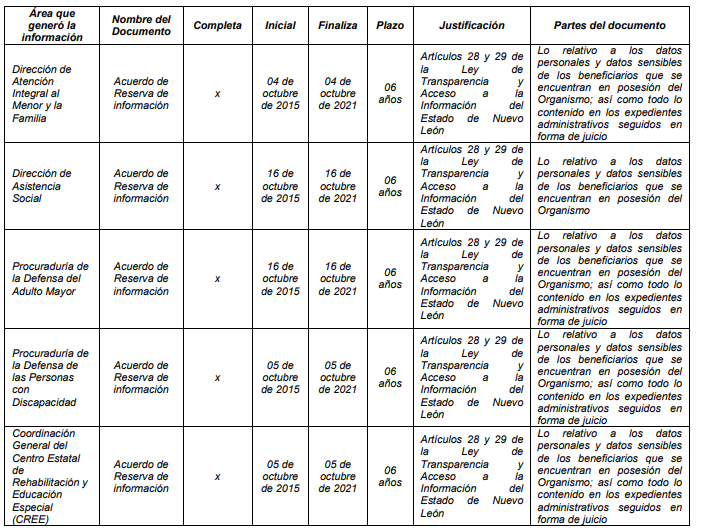 Área que
generó la
información
Nombre del
Documento
Completa
Inicial
Finaliza
Plazo
Justificación
Partes del documento
Dirección de
Atención
Integral al
Menor y la
Familia
Acuerdo de
Reserva de
información
x
04 de
octubre
de 2015
04 de
octubre
de 2021
06
años
Artículos 28 y 29 de
la Ley de
Transparencia y
Acceso a la
Información del
Estado de Nuevo
León
Lo relativo a los datos
personales y datos sensibles
de los beneficiarios que se
encuentran en posesión del
Organismo; así como todo lo
contenido en los expedientes
administrativos seguidos en
forma de juicio
Dirección de
Asistencia
Social
Acuerdo de
Reserva de
información
x
16 de
octubre
de 2015
16 de
octubre
de 2021
06
años
Artículos 28 y 29 de
la Ley de
Transparencia y
Acceso a la
Información del
Estado de Nuevo
León
Lo relativo a los datos
personales y datos sensibles
de los beneficiarios que se
encuentran en posesión del
Organismo
Procuraduría de
la Defensa del
Adulto Mayor
Acuerdo de
Reserva de
información
x
16 de
octubre
de 2015
16 de
octubre
de 2021
06
años
Artículos 28 y 29 de
la Ley de
Transparencia y
Acceso a la
Información del
Estado de Nuevo
León
Lo relativo a los datos
personales y datos sensibles
de los beneficiarios que se
encuentran en posesión del
Organismo; así como todo lo
contenido en los expedientes
administrativos seguidos en
forma de juicio
Procuraduría de
la Defensa de
las Personas
con
Discapacidad
Acuerdo de
Reserva de
información
x
05 de
octubre
de 2015
05 de
octubre
de 2021
06
años
Artículos 28 y 29 de
la Ley de
Transparencia y
Acceso a la
Información del
Estado de Nuevo
León
Lo relativo a los datos
personales y datos sensibles
de los beneficiarios que se
encuentran en posesión del
Organismo; así como todo lo
contenido en los expedientes
administrativos seguidos en
forma de juicio
Coordinación
General del
Centro Estatal
de
Rehabilitación y
Educación
Especial
(CREE)
Acuerdo de
Reserva de
información
x
05 de
octubre
de 2015
05 de
octubre
de 2021
06
años
Artículos 28 y 29 de
la Ley de
Transparencia y
Acceso a la
Información del
Estado de Nuevo
León
Lo relativo a los datos
personales y datos sensibles
de los beneficiarios que se
encuentran en posesión del
Organismo; así como todo lo
contenido en los expedientes
administrativos seguidos en
forma de juicio